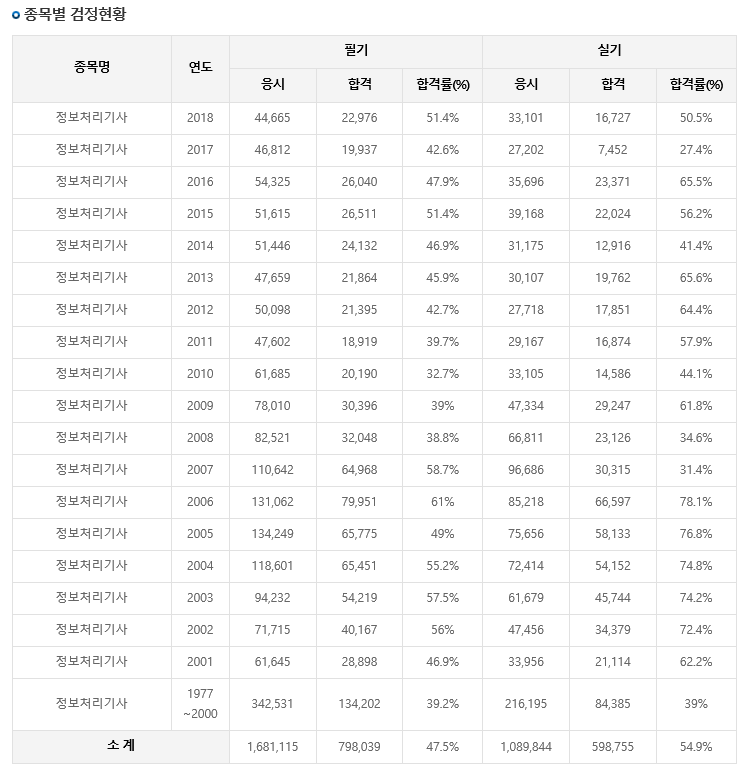 종목별 검정현황
종목명 연도 필기 실기
응시 합격 합격률(%) 응시 합격 합격률(%)
정보처리기사 2018 44,665 22,976 51.4% 33,101 16,727 50.5%
정보처리기사 2017 46,812 19,937 42.6% 27,202 7,452 27.4%
정보처리기사 2016 54,325 26,040 47.9% 35,696 23,371 65.5%
정보처리기사 2015 51,615 26,511 51.4% 39,168 22,024 56.2%
정보처리기사 2014 51,446 24,132 46.9% 31,175 12,916 41.4%
정보처리기사 2013 47,659 21,864 45.9% 30,107 19,762 65.6%
정보처리기사 2012 50,098 21,395 42.7% 27,718 17,851 64.4%
정보처리기사 2011 47,602 18,919 39.7% 29,167 16,874 57.9%
정보처리기사 2010 61,685 20,190 32.7% 33,105 14,586 44.1%
정보처리기사 2009 78,010 30,396 39% 47,334 29,247 61.8%
정보처리기사 2008 82,521 32,048 38.8% 66,811 23,126 34.6%
정보처리기사 2007 110,642 64,968 58.7% 96,686 30,315 31.4%
정보처리기사 2006 131,062 79,951 61% 85,218 66,597 78.1%
정보처리기사 2005 134,249 65,775 49% 75,656 58,133 76.8%
정보처리기사 2004 118,601 65,451 55.2% 72,414 54,152 74.8%
정보처리기사 2003 94,232 54,219 57.5% 61,679 45,744 74.2%
정보처리기사 2002 71,715 40,167 56% 47,456 34,379 72.4%
정보처리기사 2001 61,645 28,898 46.9% 33,956 21,114 62.2%
정보처리기사 1977 ~2000 342,531 134,202 39.2% 216,195 84,385 39%
소 계 1,681,115 798,039 47.5% 1,089,844 598,755 54.9%